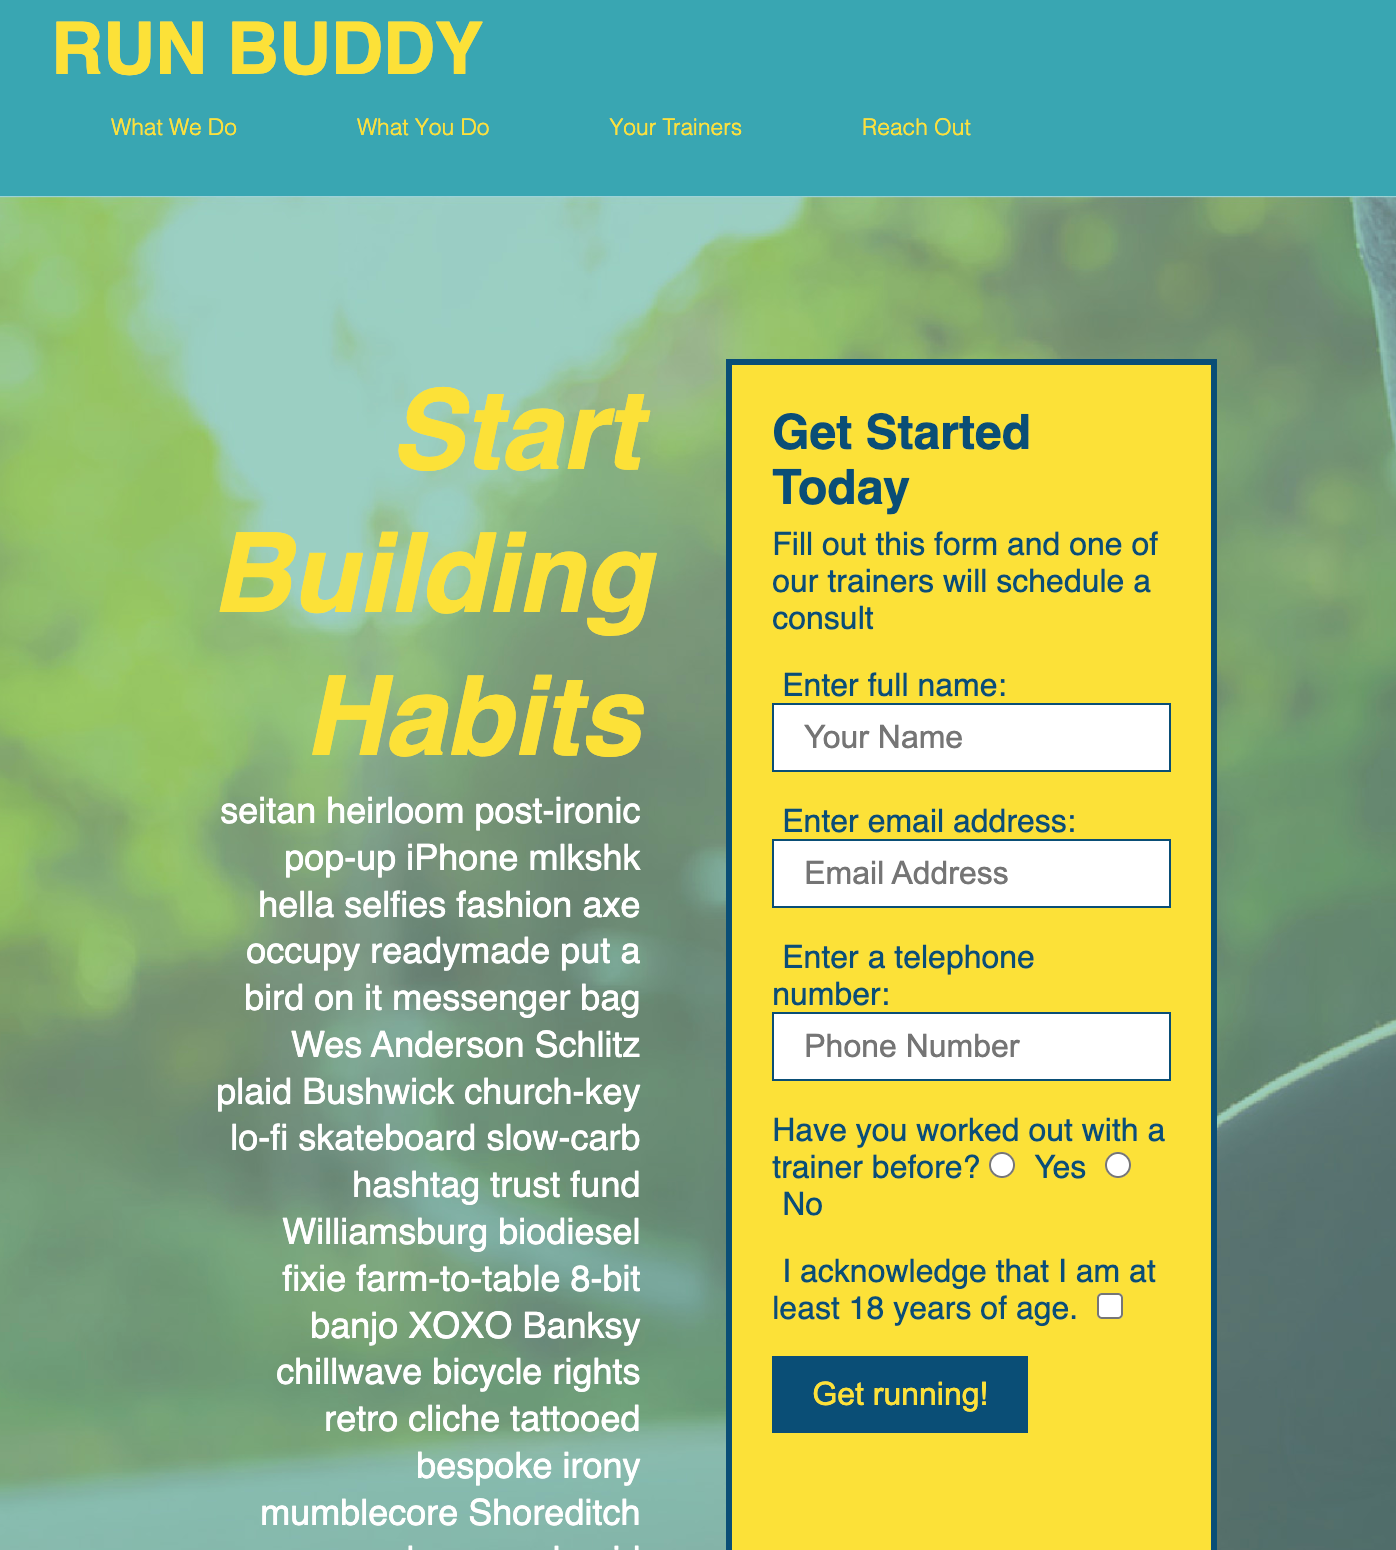 RUN BUDDY
What We Do
What You Do
Your Trainers
Reach Out
Start
Building
Habits
seitan heirloom post-ironic
pop-up iPhone mlkshk
hella selfies fashion axe
occupy readymade put a
bird on it messenger bag
Wes Anderson Schlitz
plaid Bushwick church-key
lo-fi skateboard slow-carb
hashtag trust fund
Williamsburg biodiesel
fixie farm-to-table 8-bit
banjo XOXO Banksy
chillwave bicycle rights
retro cliche tattooed
bespoke irony
mumblecore Shoreditch
Get Started
Today
Fill out this form and one of
our trainers will schedule a
consult
Enter full name:
Your Name
Enter email address:
Email Address
Enter a telephone
number:
Phone Number
Have you worked out with a
trainer before? Yes
No
I acknowledge that I am at
least 18 years of age.
Get running!